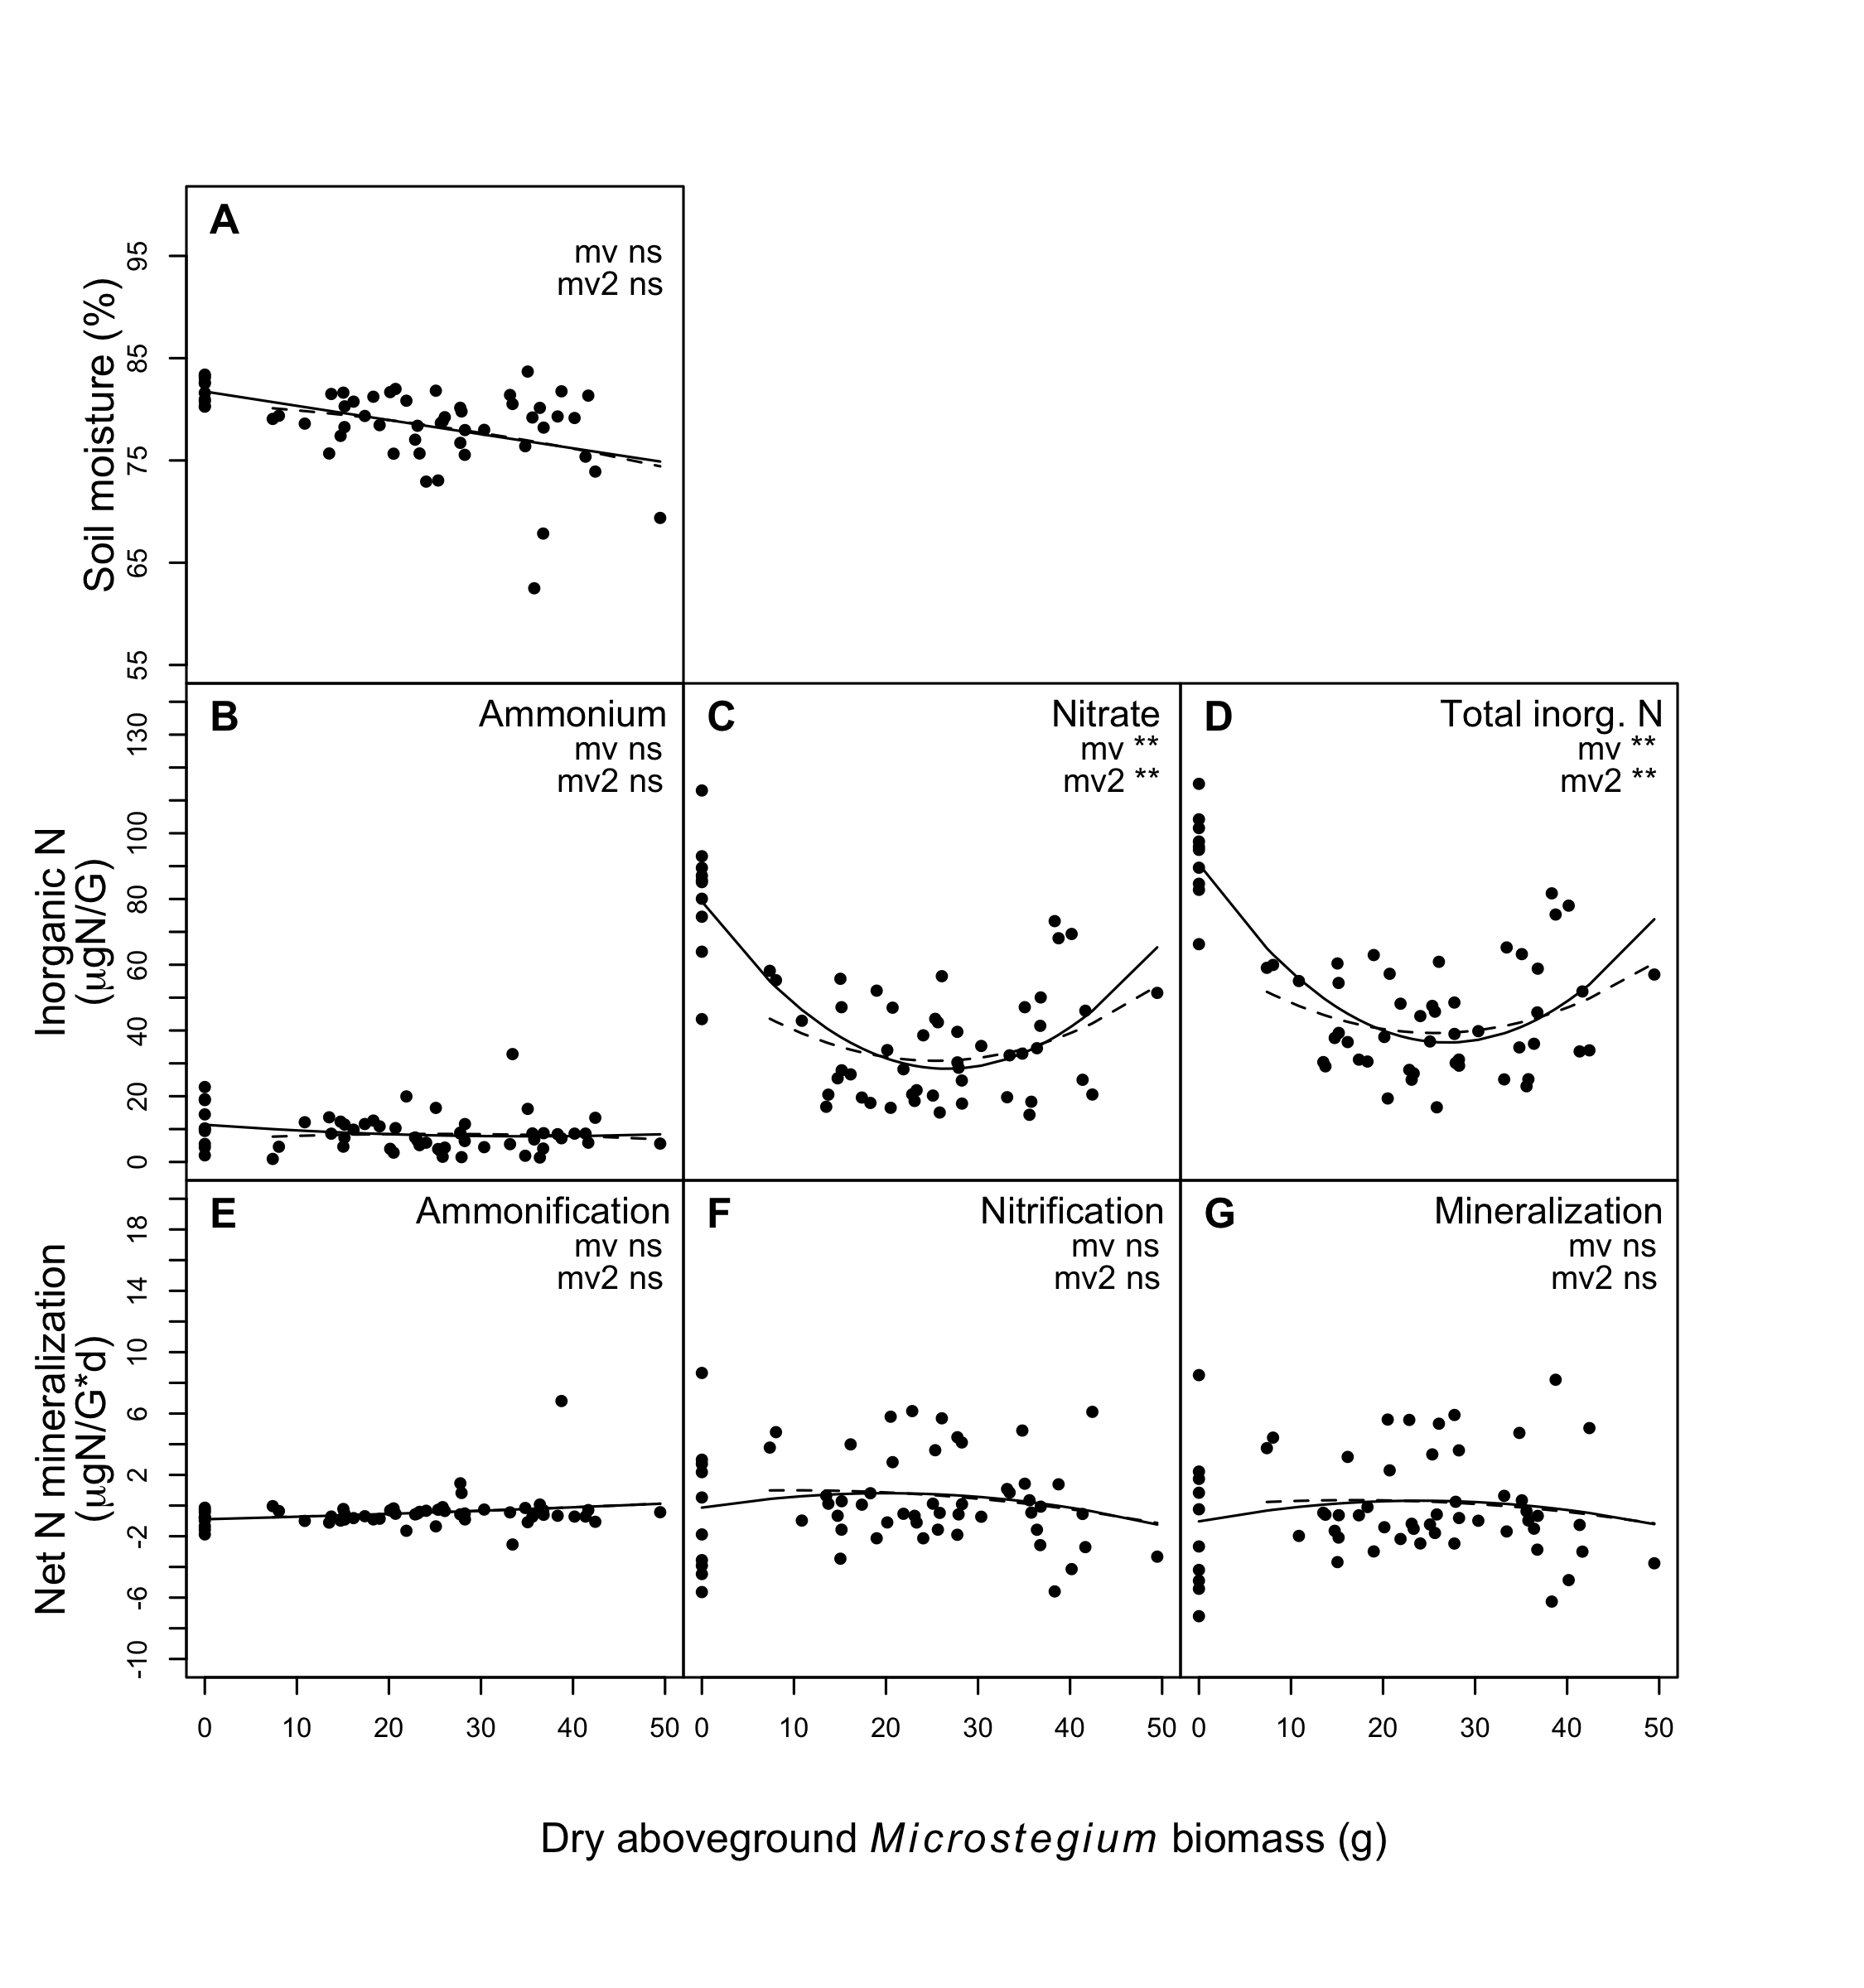 A
mv ns
mv2 ns
Soil moisture (%)
95
85
75
65
55
B
Ammonium
mv ns
mv2 ns
C
Nitrate
mv **
mv2 **
D
Total inorg. N
mv **
mv2 **
Inorganic N
(µgN/G)
130
100
80
60
40
20
0
E
Ammonification
mv ns
mv2 ns
F
Nitrification
mv ns
mv2 ns
G
Mineralization
mv ns
mv2 ns
Net N mineralization
(µgN/G*d)
18
14
10
6
2
-2
-6
-10
0 10 20 30 40 50 0 10 20 30 40 50 0 10 20 30 40 50
Dry aboveground Microstegium biomass (g)